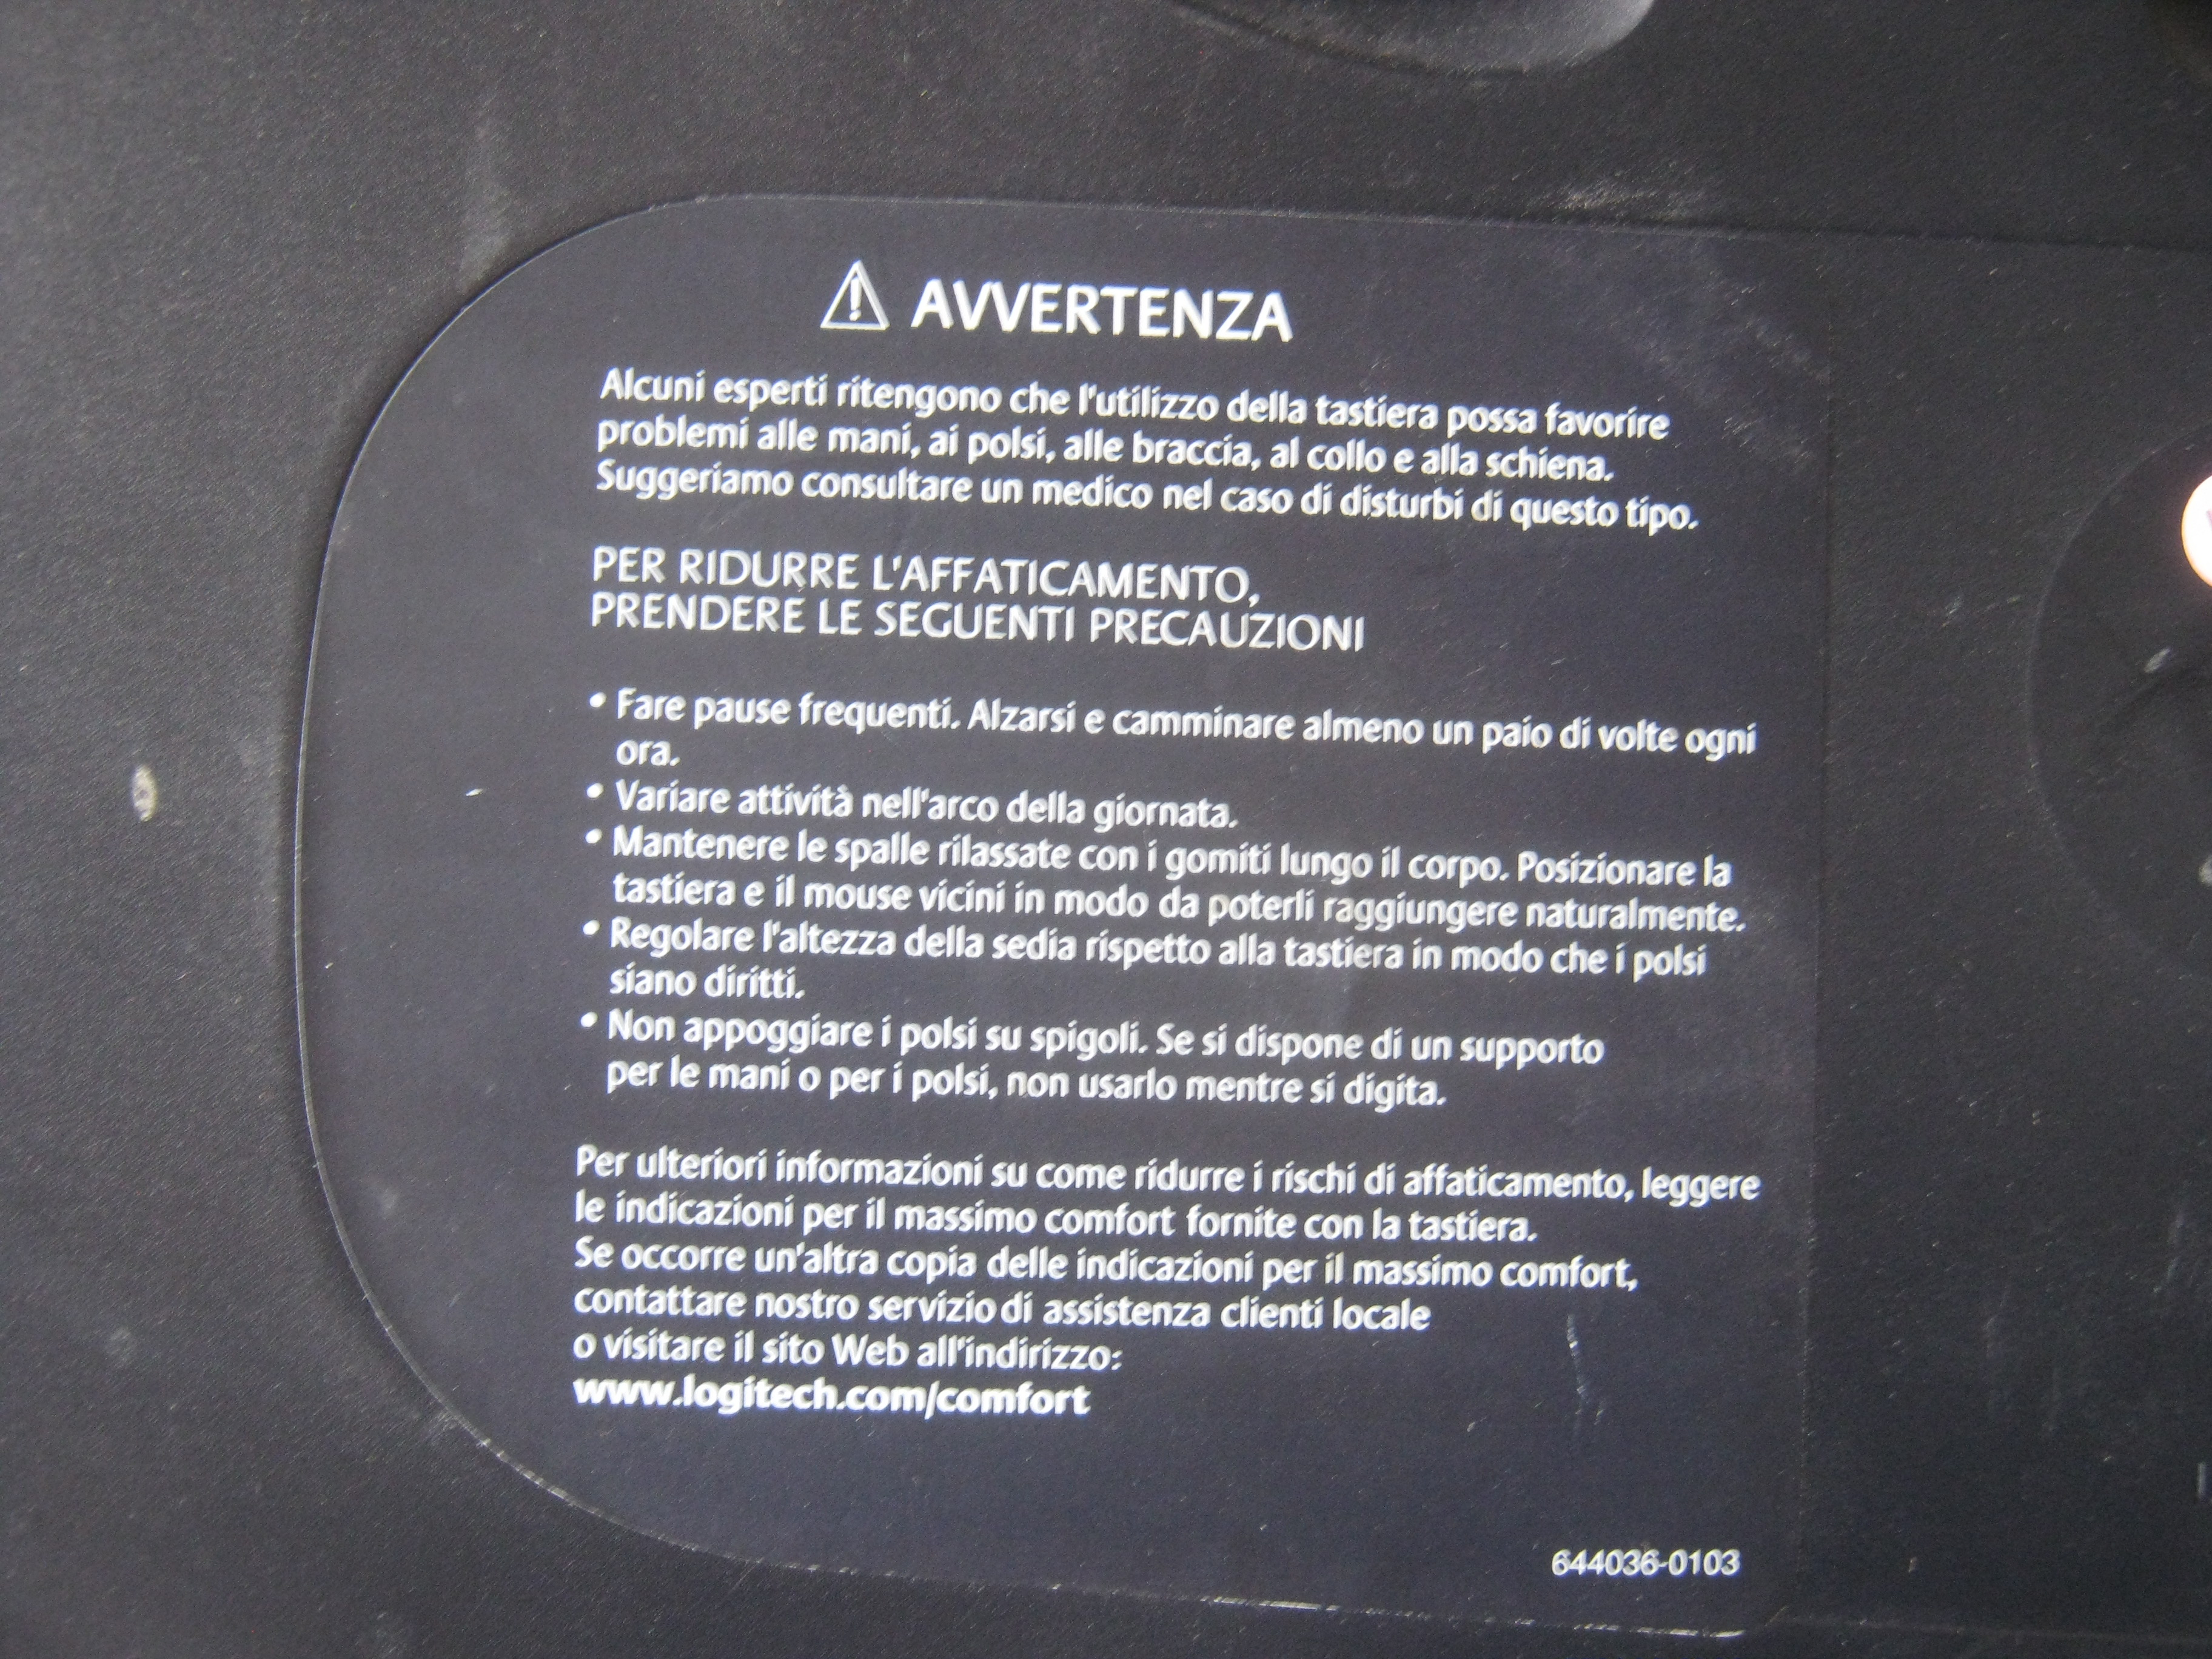 AVVERTENZA
Alcuni esperti ritengono che l'utilizzo della tastiera possa favorire
problemi alle mani, ai polsi, alle braccia, al collo e alla schiena.
Suggeriamo consultare un medico nel caso di disturbi di questo tipo.
PER RIDURRE L'AFFATICAMENTO,
PRENDERE LE SEGUENTI PRECAUZIONI
• Fare pause frequenti. Alzarsi e camminare almeno un paio di volte ogni
ora.
• Variare attività nell'arco della giornata.
• Mantenere le spalle rilassate con i gomiti lungo il corpo. Posizionare la
tastiera e il mouse vicini in modo da poterli raggiungere naturalmente.
• Regolare l'altezza della sedia rispetto alla tastiera in modo che i polsi
siano diritti.
• Non appoggiare i polsi su spigoli. Se si dispone di un supporto
per le mani o per i polsi, non usarlo mentre si digita.
Per ulteriori informazioni su come ridurre i rischi di affaticamento, leggere
le indicazioni per il massimo comfort fornite con la tastiera.
Se occorre un'altra copia delle indicazioni per il massimo comfort,
contattare nostro servizio di assistenza clienti locale
o visitare il sito Web all'indirizzo:
www.logitech.com/comfort
644036-0103